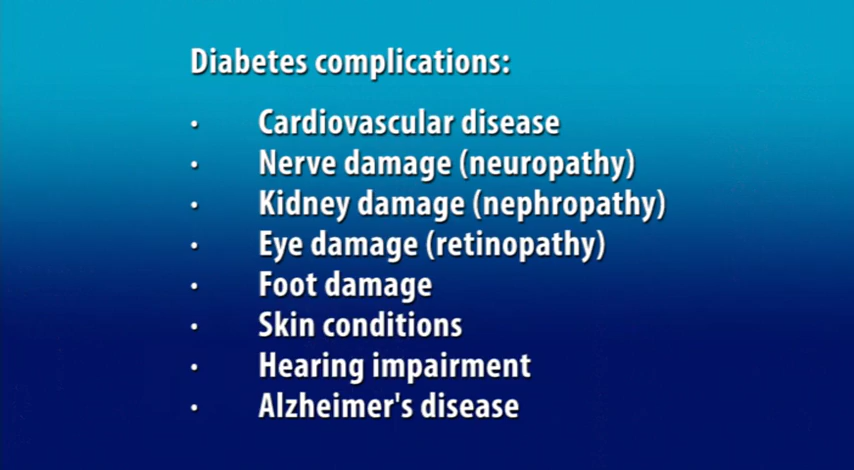 Diabetes complications:
· Cardiovascular disease
· Nerve damage (neuropathy)
· Kidney damage (nephropathy)
· Eye damage (retinopathy)
· Foot damage
· Skin conditions
· Hearing impairment
· Alzheimer's disease